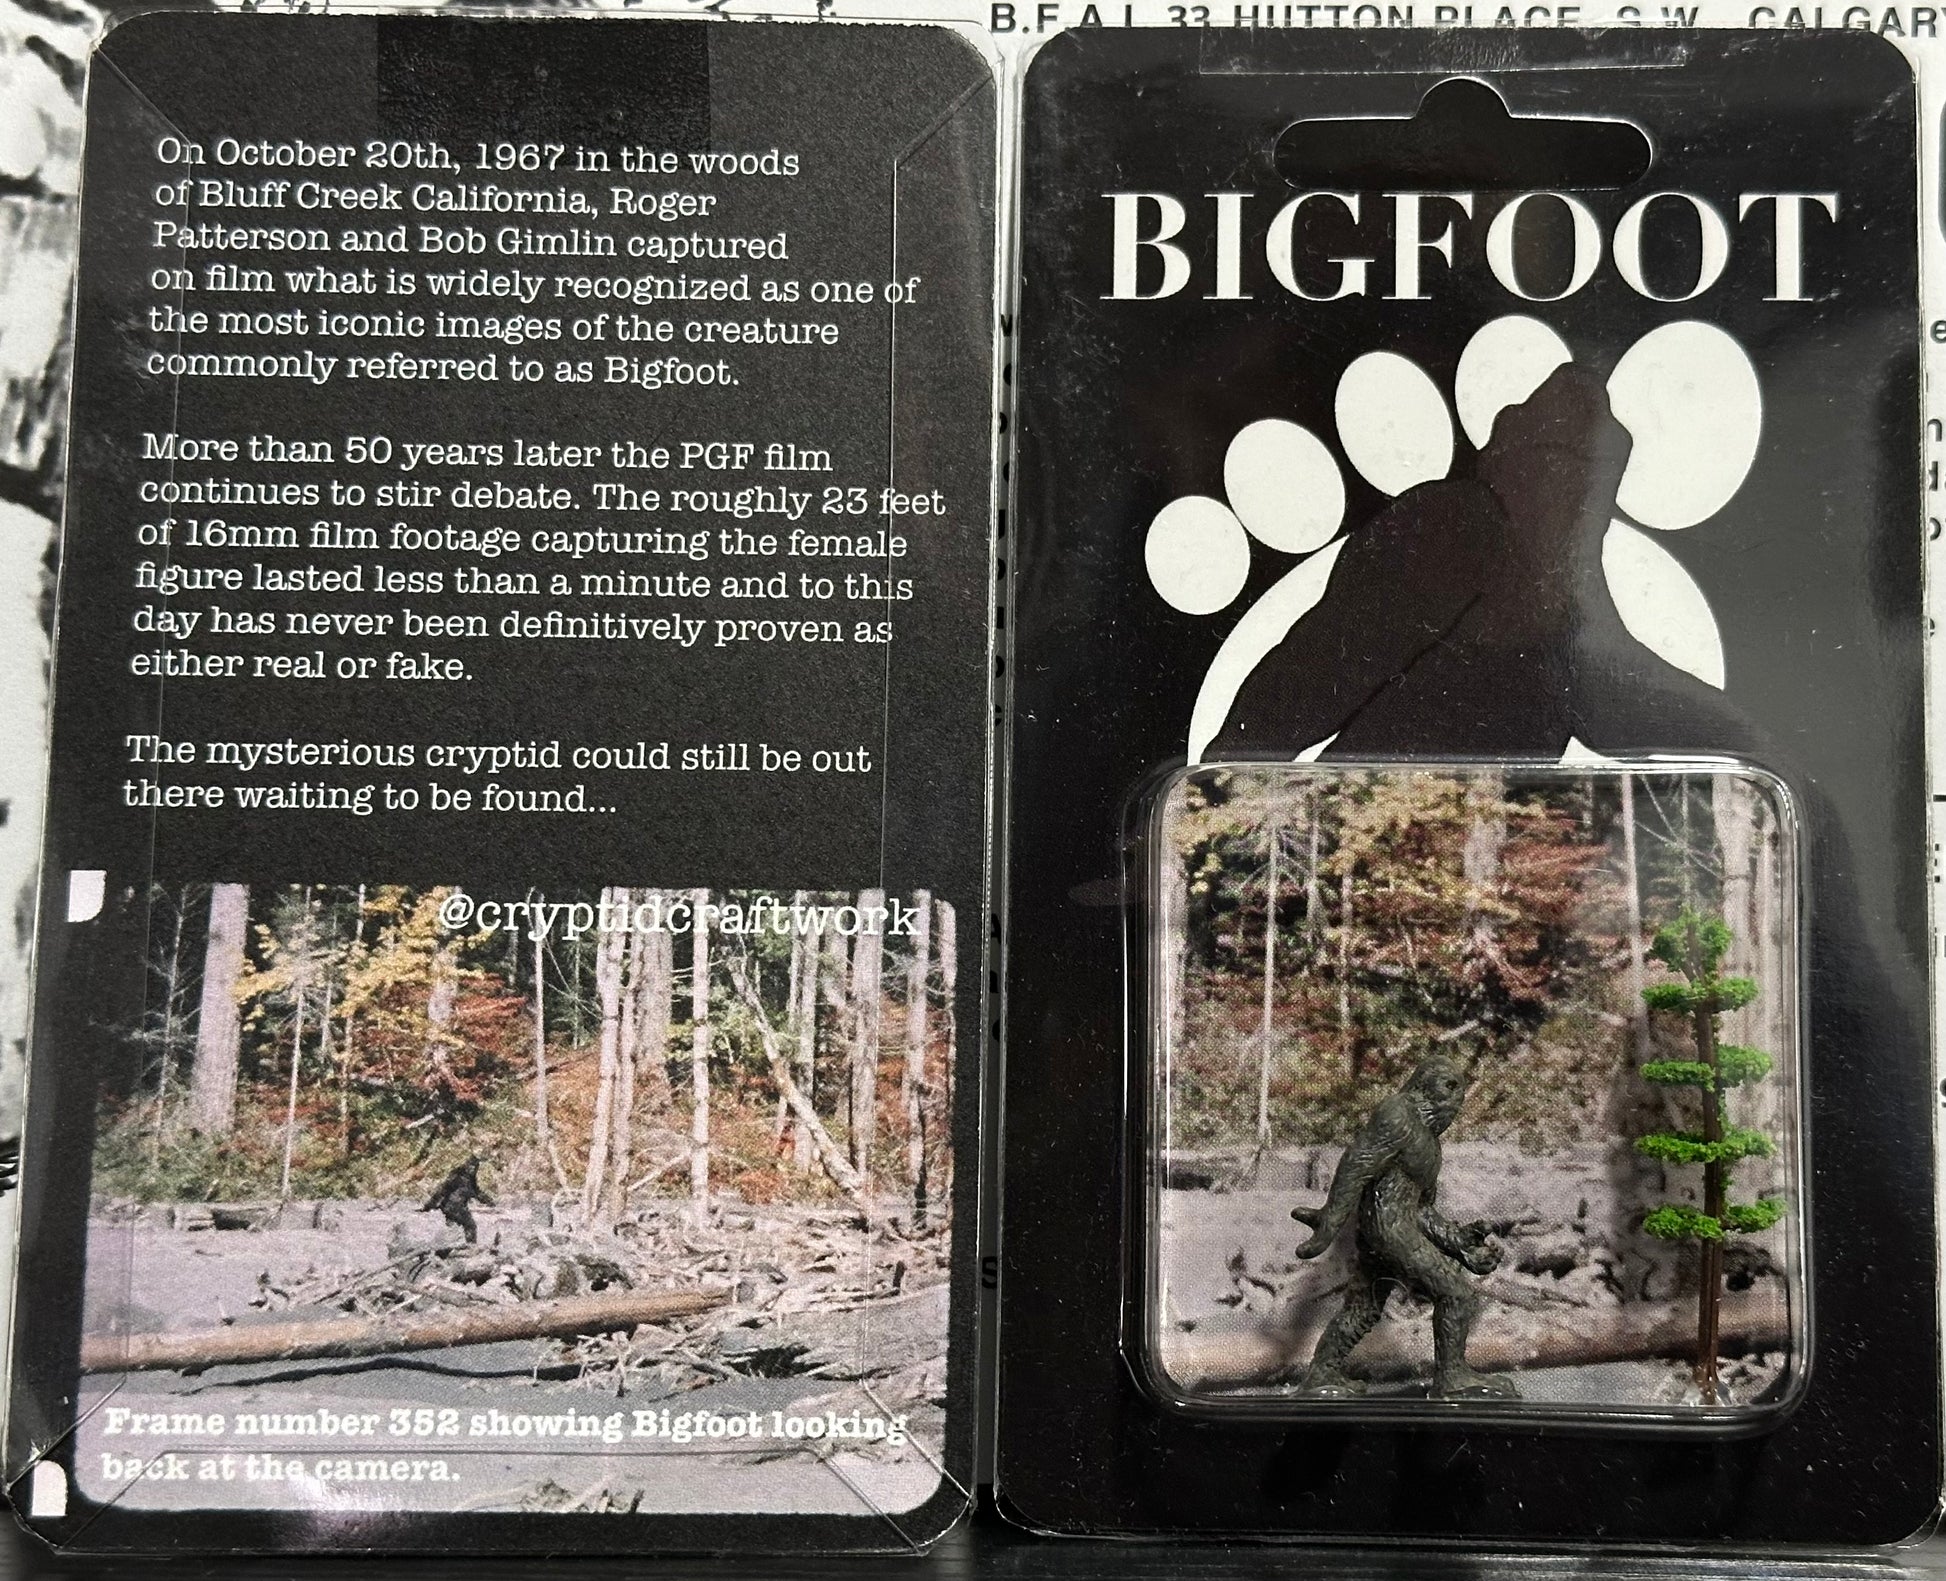 B.F.A.I. 33 HUTTON PLACE, S.W., CALGARY
On October 20th, 1967 in the woods
of Bluff Creek California, Roger
Patterson and Bob Gimlin captured
on film what is widely recognized as one of
the most iconic images of the creature
commonly referred to as Bigfoot.
More than 50 years later the PGF film
continues to stir debate. The roughly 23 feet
of 16mm film footage capturing the female
figure lasted less than a minute and to this
day has never been definitively proven as
either real or fake.
The mysterious cryptid could still be out
there waiting to be found...
@cryptidcraftwork
Frame number 352 showing Bigfoot looking
back at the camera.
BIGFOOT